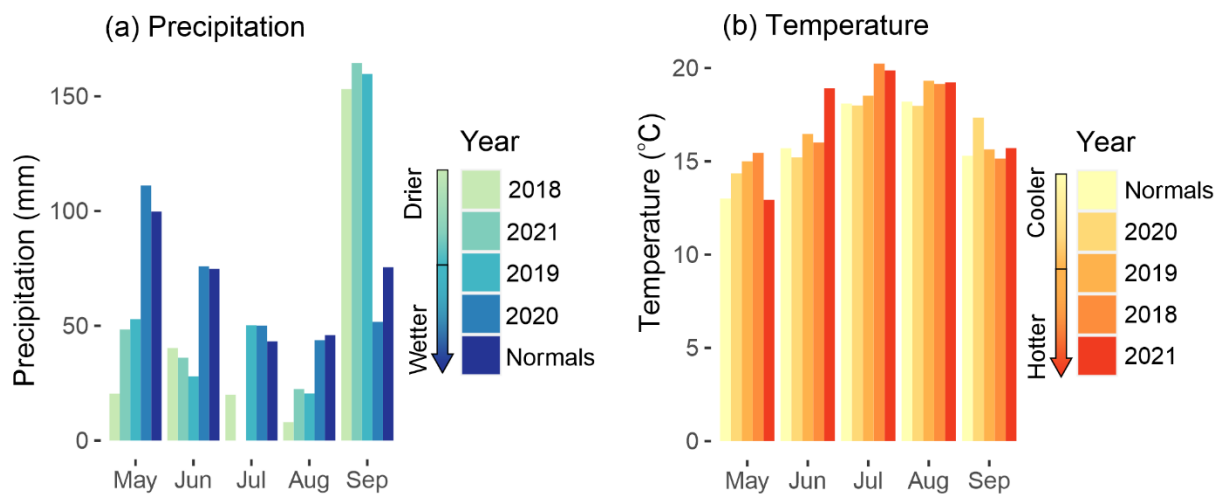 (a) Precipitation
Precipitation (mm)
150
100
50
0
May Jun Jul Aug Sep
Year
Drier
Wetter
2018
2021
2019
2020
Normals
(b) Temperature
Temperature (°C)
20
15
10
5
0
May Jun Jul Aug Sep
Year
Cooler
Hotter
Normals
2020
2019
2018
2021